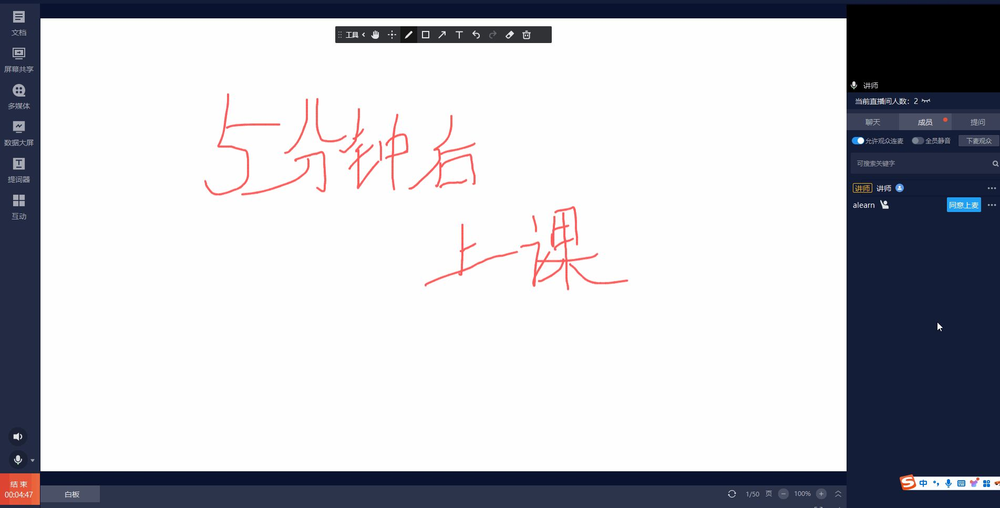 文档
屏幕共享
多媒体
数据大屏
提词器
互动
结束
00:04:47
工具
5分钟后
上课
白板
1/50 页
100%
讲师
当前直播间人数：2
聊天 成员 提问
允许观众连麦 全员静音 下麦观众
可搜索关键字
讲师 讲师
alearn 同意上麦
中